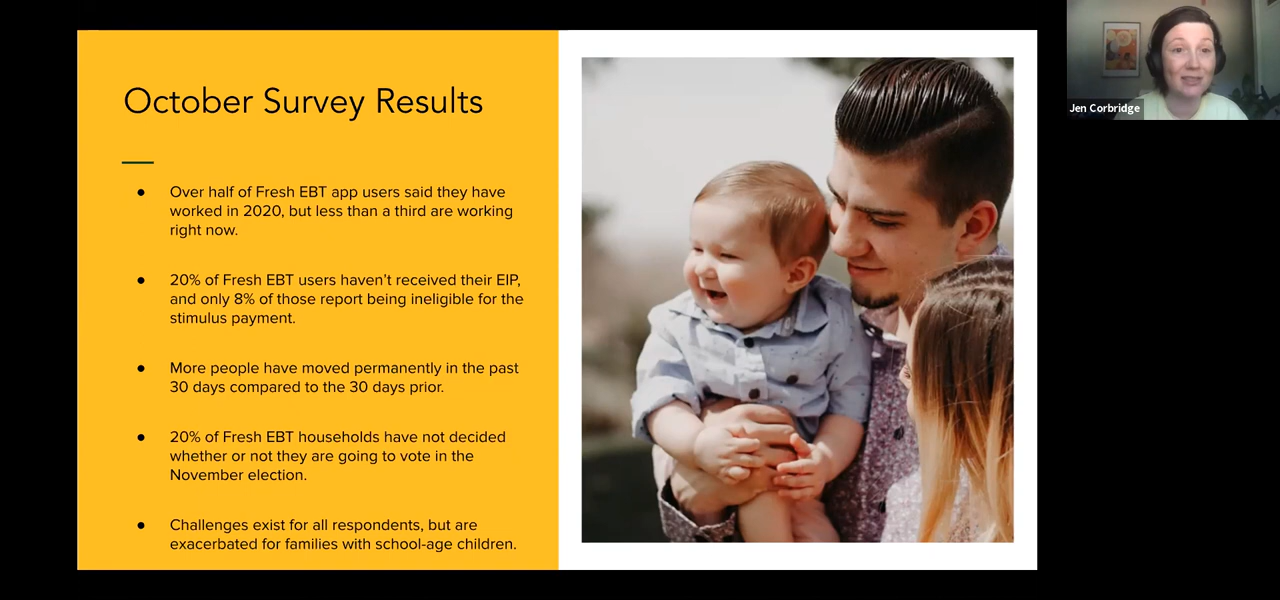 October Survey Results
● Over half of Fresh EBT app users said they have
worked in 2020, but less than a third are working
right now.
● 20% of Fresh EBT users haven't received their EIP,
and only 8% of those report being ineligible for the
stimulus payment.
● More people have moved permanently in the past
30 days compared to the 30 days prior.
● 20% of Fresh EBT households have not decided
whether or not they are going to vote in the
November election.
● Challenges exist for all respondents, but are
exacerbated for families with school-age children.
Jen Corbridge